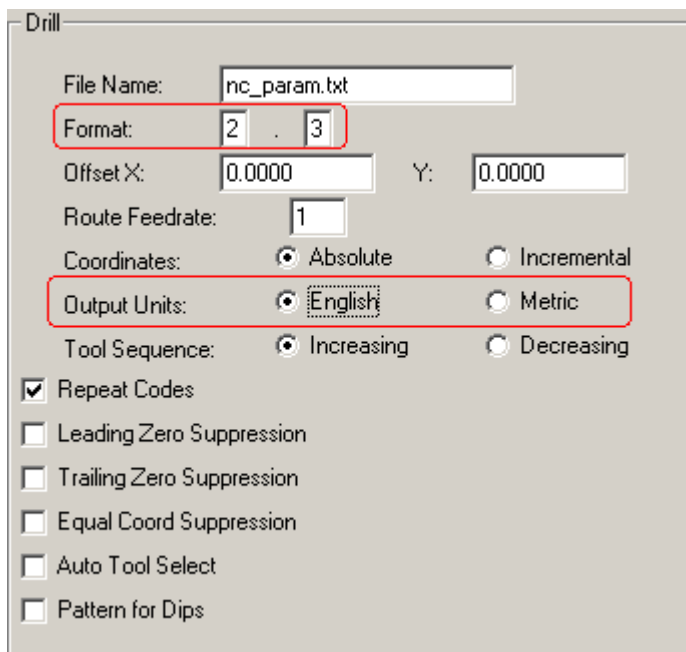 Drill
File Name: nc_param.txt
Format: 2 . 3
Offset X: 0.0000 Y: 0.0000
Route Feedrate: 1
Coordinates: Absolute Incremental
Output Units: English Metric
Tool Sequence: Increasing Decreasing
Repeat Codes
Leading Zero Suppression
Trailing Zero Suppression
Equal Coord Suppression
Auto Tool Select
Pattern for Dips